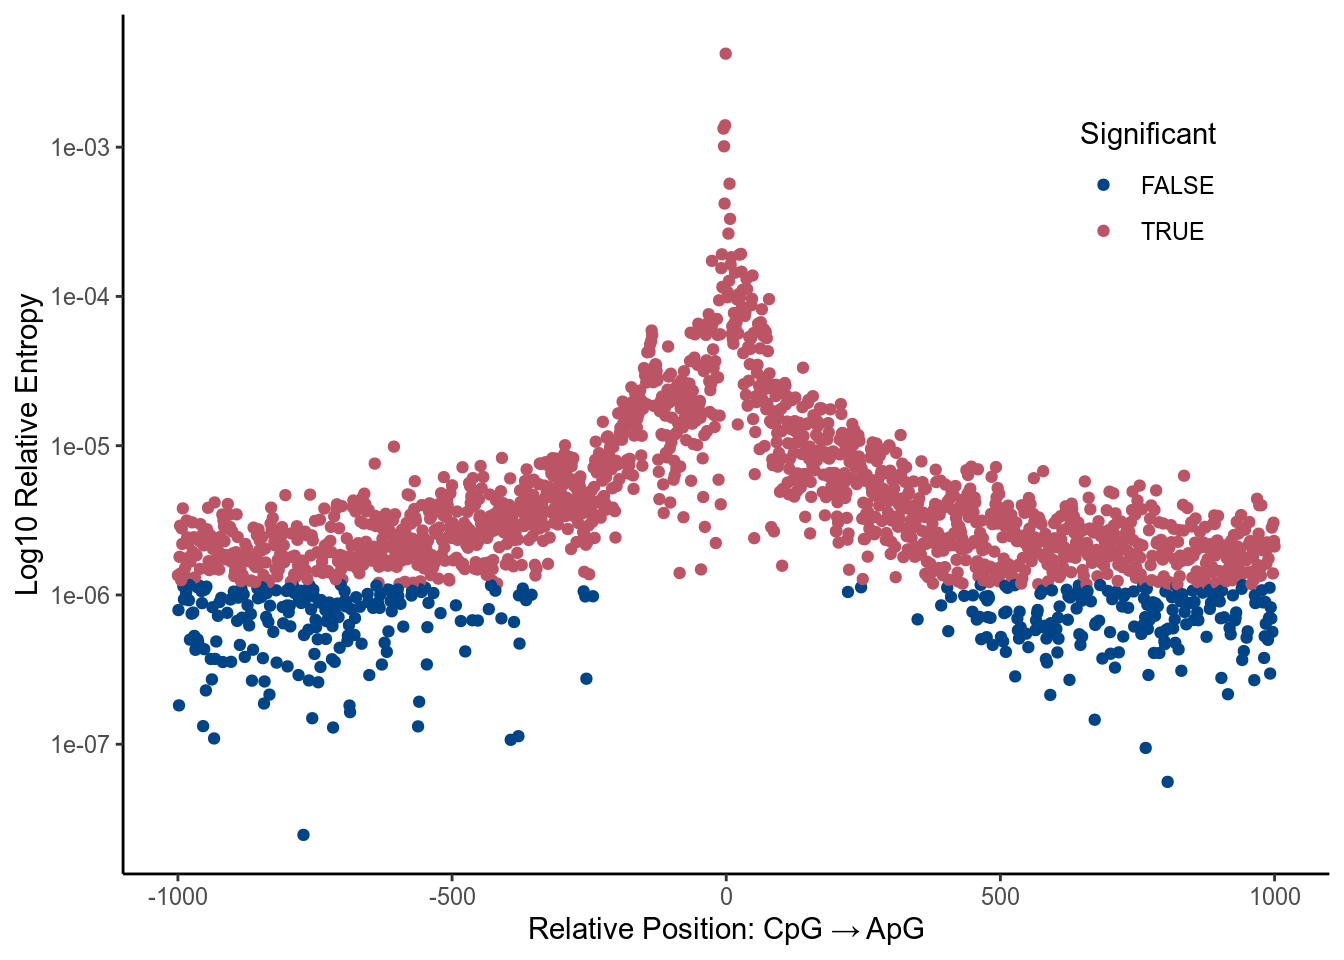 Significant
FALSE
TRUE
Log10 Relative Entropy
1e-03
1e-04
1e-05
1e-06
1e-07
-1000
-500
0
500
1000
Relative Position: CpG → ApG